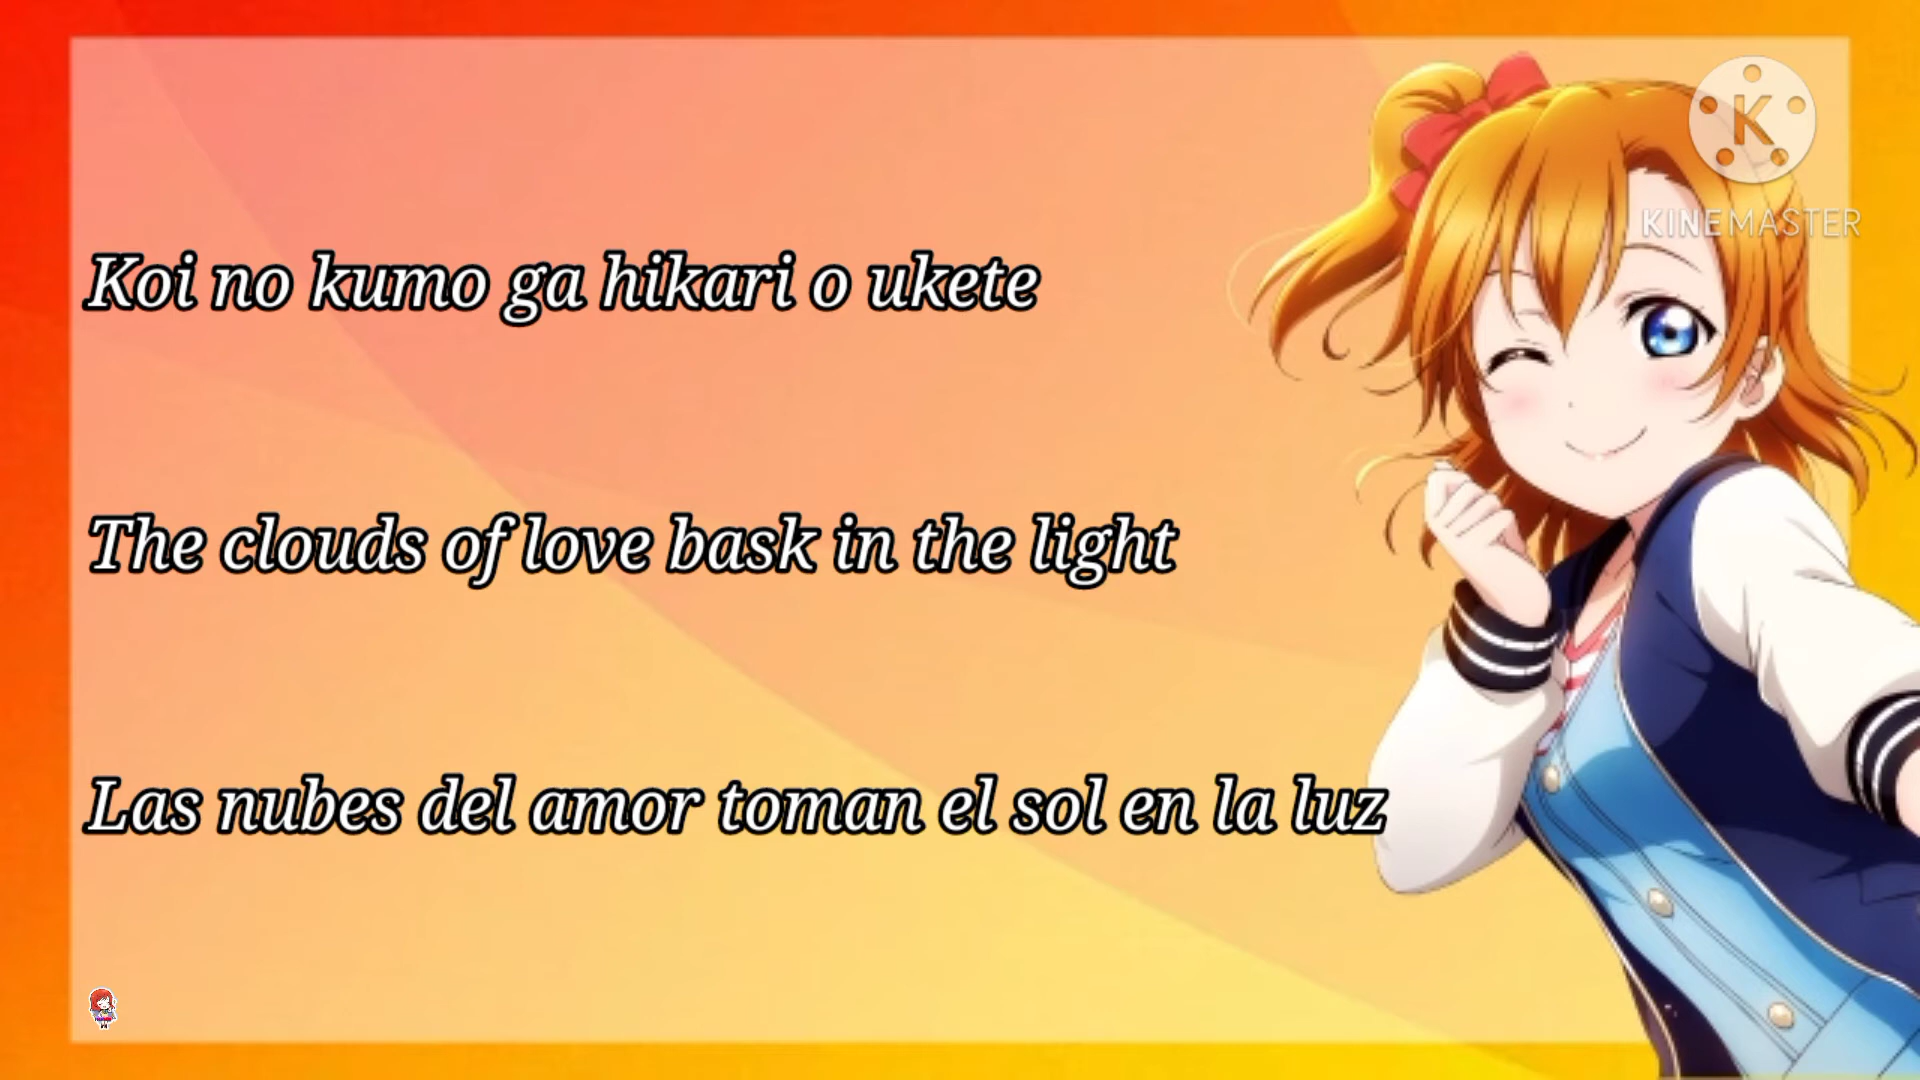 K
KINEMASTER
Koi no kumo ga hikari o ukete
The clouds of love bask in the light
Las nubes del amor toman el sol en la luz